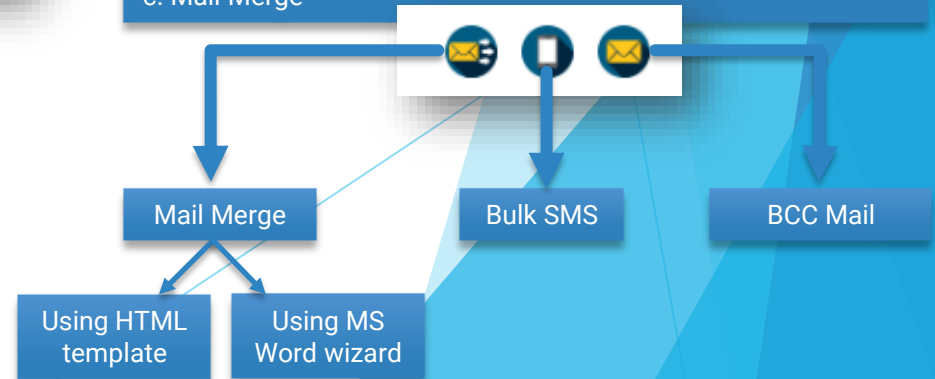 c. Mail Merge
Mail Merge
Bulk SMS
BCC Mail
Using HTML
template
Using MS
Word wizard